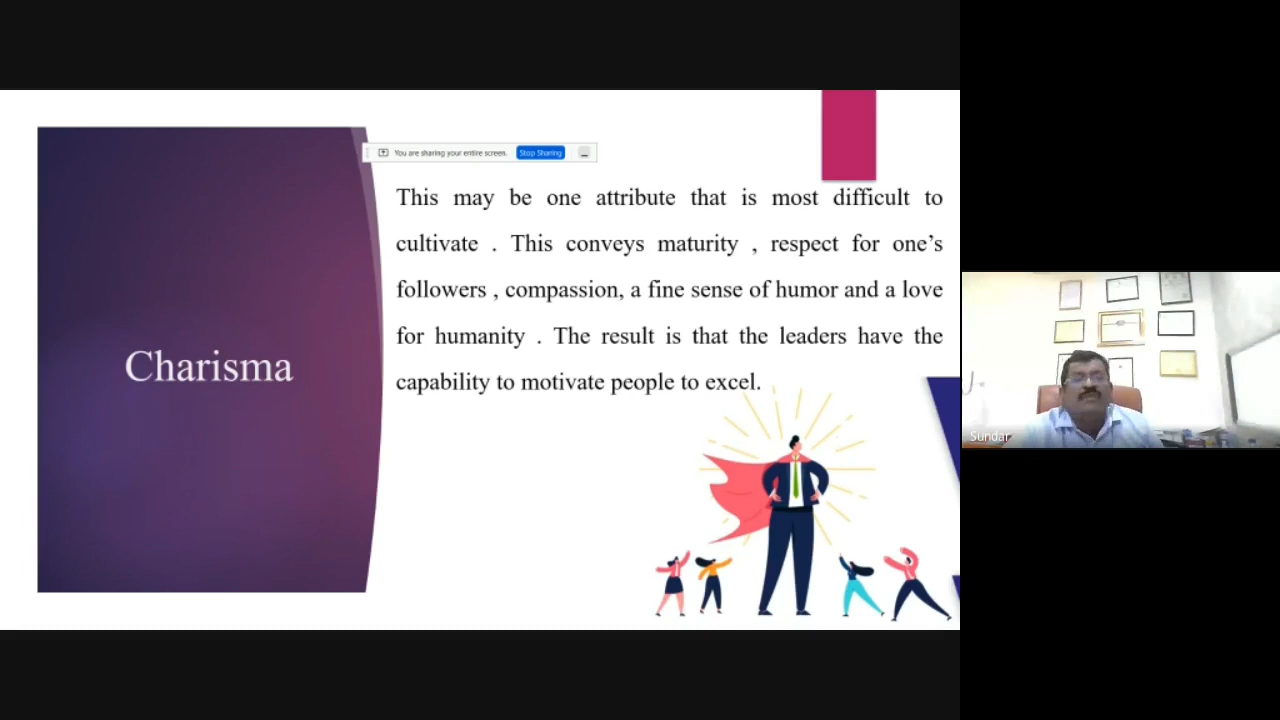 You are sharing your entire screen.
Stop Sharing
This may be one attribute that is most difficult to
cultivate . This conveys maturity , respect for one’s
followers , compassion, a fine sense of humor and a love
for humanity . The result is that the leaders have the
capability to motivate people to excel.
Charisma
Sundar